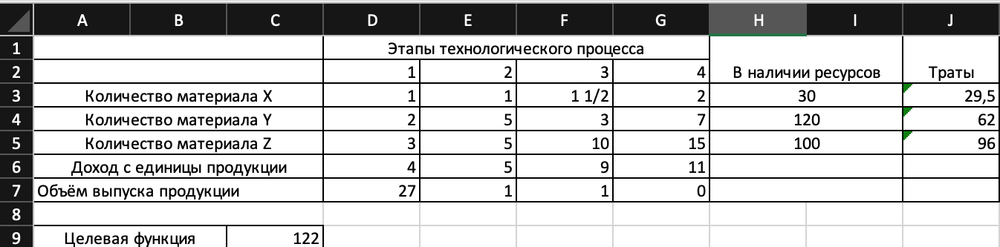 A B C D E F G H I J
1 Этапы технологического процесса
2 1 2 3 4 В наличии ресурсов Траты
3 Количество материала X 1 1 1 1/2 2 30 29,5
4 Количество материала Y 2 5 3 7 120 62
5 Количество материала Z 3 5 10 15 100 96
6 Доход с единицы продукции 4 5 9 11
7 Объём выпуска продукции 27 1 1 0
8
9 Целевая функция 122